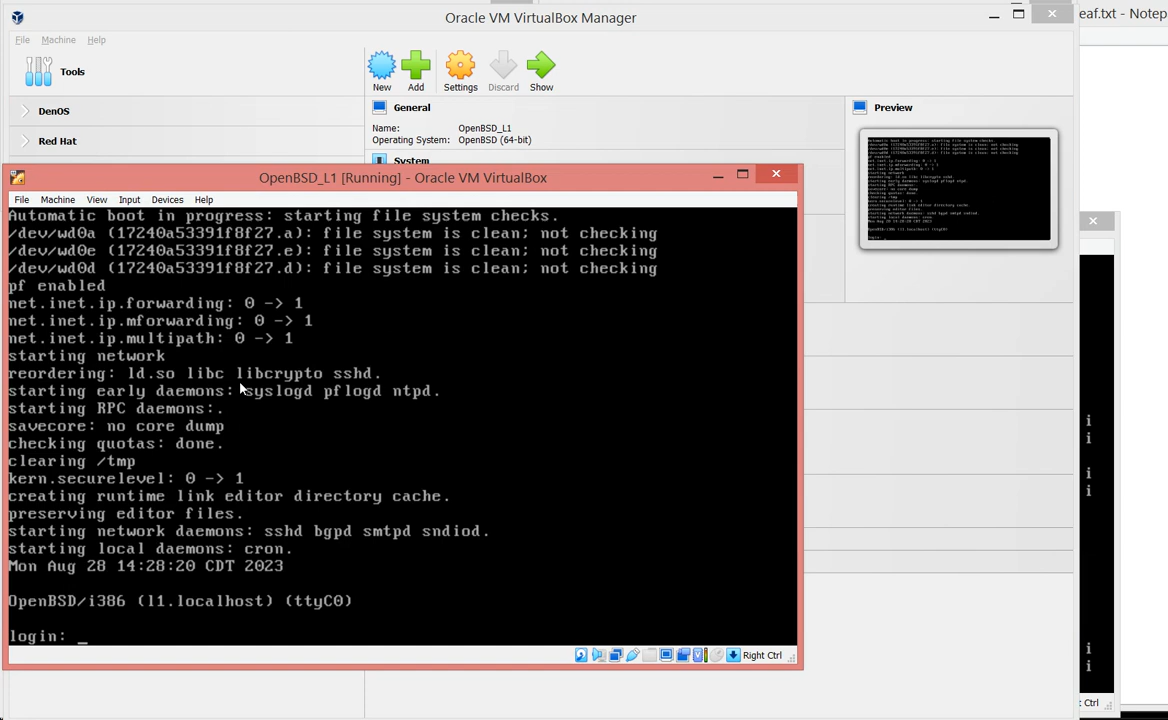 Oracle VM VirtualBox Manager
eaf.txt - Notep
File Machine Help
Tools
New Add Settings Discard Show
DenOS
Red Hat
General
Name: OpenBSD_L1
Operating System: OpenBSD (64-bit)
System
Preview
OpenBSD_L1 [Running] - Oracle VM VirtualBox
File Machine View Input Devices Help
Automatic boot in progress: starting file system checks.
/dev/wd0a (17240a53391f8f27.a): file system is clean; not checking
/dev/wd0e (17240a53391f8f27.e): file system is clean; not checking
/dev/wd0d (17240a53391f8f27.d): file system is clean; not checking
pf enabled
net.inet.ip.forwarding: 0 -> 1
net.inet.ip.mforwarding: 0 -> 1
net.inet.ip.multipath: 0 -> 1
starting network
reordering: ld.so libc libcrypto sshd.
starting early daemons: syslogd pflogd ntpd.
starting RPC daemons:.
savecore: no core dump
checking quotas: done.
clearing /tmp
kern.securelevel: 0 -> 1
creating runtime link editor directory cache.
preserving editor files.
starting network daemons: sshd bgpd smtpd sndiod.
starting local daemons: cron.
Mon Aug 28 14:28:20 CDT 2023
OpenBSD/i386 (l1.localhost) (ttyC0)
login: _
Right Ctrl
i
i
i
i
i
i
: Ctrl